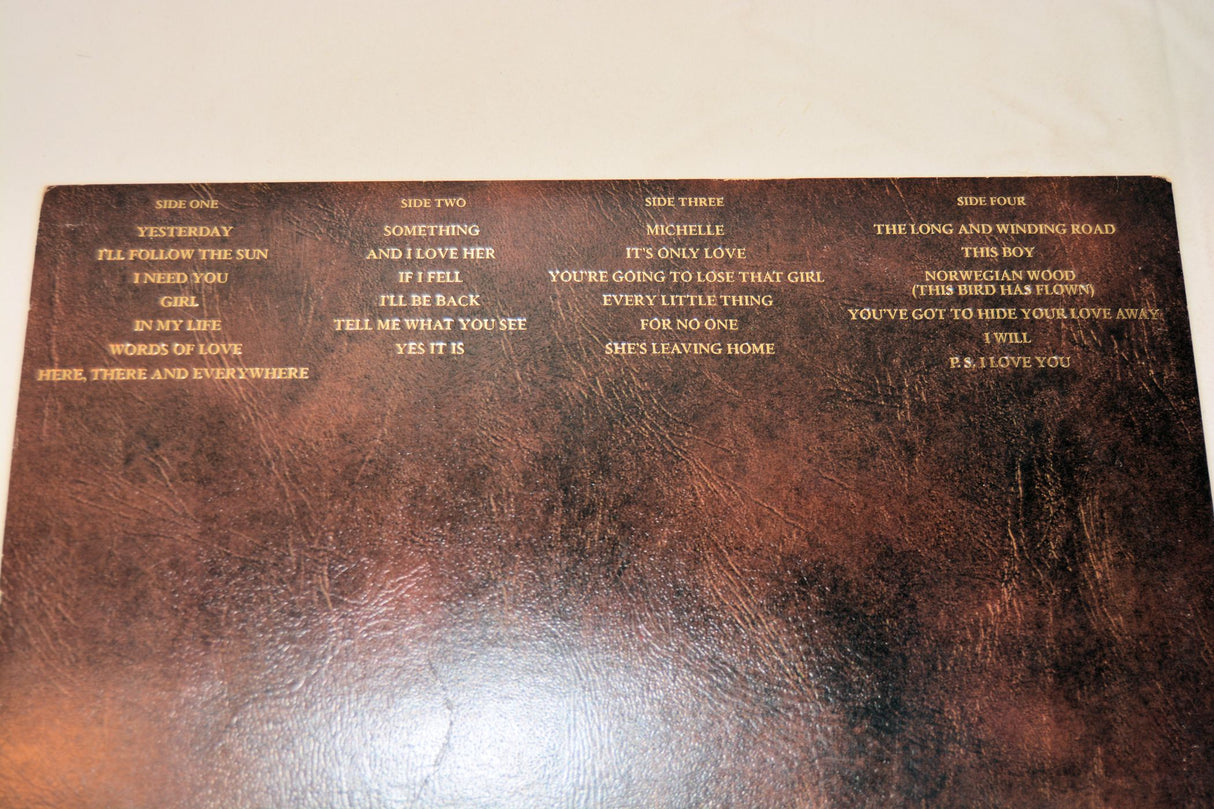 SIDE ONE
YESTERDAY
I'LL FOLLOW THE SUN
I NEED YOU
GIRL
IN MY LIFE
WORDS OF LOVE
HERE, THERE AND EVERYWHERE
SIDE TWO
SOMETHING
AND I LOVE HER
IF I FELL
I'LL BE BACK
TELL ME WHAT YOU SEE
YES IT IS
SIDE THREE
MICHELLE
IT'S ONLY LOVE
YOU'RE GOING TO LOSE THAT GIRL
EVERY LITTLE THING
FOR NO ONE
SHE'S LEAVING HOME
SIDE FOUR
THE LONG AND WINDING ROAD
THIS BOY
NORWEGIAN WOOD
(THIS BIRD HAS FLOWN)
YOU'VE GOT TO HIDE YOUR LOVE AWAY
I WILL
P.S. I LOVE YOU